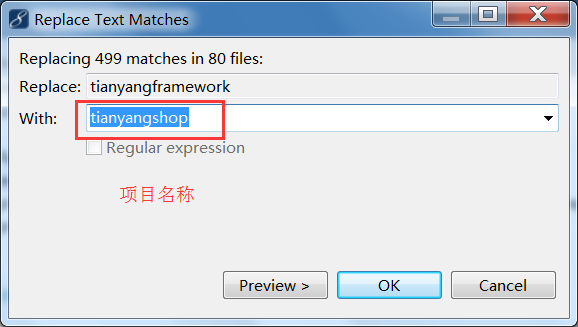 Replace Text Matches
Replacing 499 matches in 80 files:
Replace: tianyangframework
With: tianyangshop
Regular expression
项目名称
Preview > OK Cancel